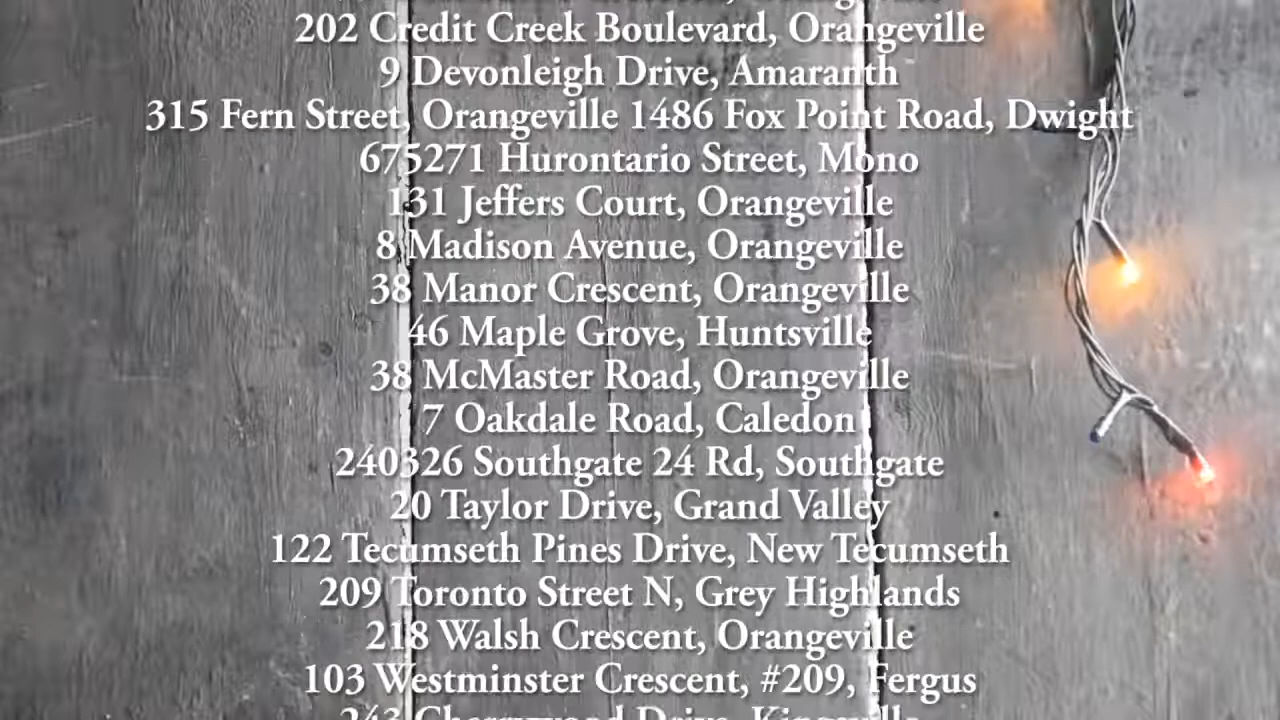 202 Credit Creek Boulevard, Orangeville
9 Devonleigh Drive, Amaranth
315 Fern Street, Orangeville 1486 Fox Point Road, Dwight
675271 Hurontario Street, Mono
131 Jeffers Court, Orangeville
8 Madison Avenue, Orangeville
38 Manor Crescent, Orangeville
46 Maple Grove, Huntsville
38 McMaster Road, Orangeville
7 Oakdale Road, Caledon
240326 Southgate 24 Rd, Southgate
20 Taylor Drive, Grand Valley
122 Tecumseth Pines Drive, New Tecumseth
209 Toronto Street N, Grey Highlands
218 Walsh Crescent, Orangeville
103 Westminster Crescent, #209, Fergus
243 Cherrywood Drive, Kingsville